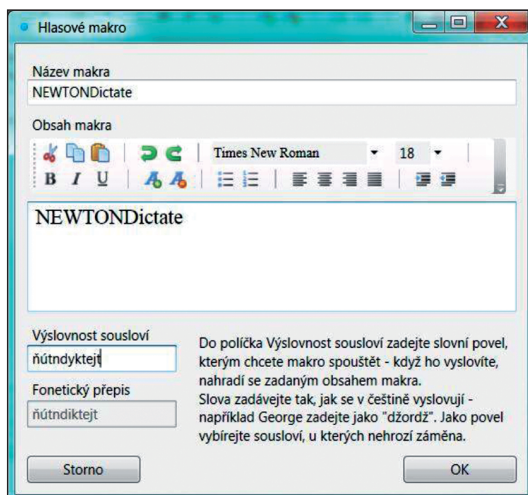 Hlasové makro
Název makra
NEWTONDictate
Obsah makra
Times New Roman 18
B I U A A
NEWTONDictate
Výslovnost sousloví
ňútndyktejt
Fonetický přepis
ňútndiktejt
Do políčka Výslovnost sousloví zadejte slovní povel,
kterým chcete makro spouštět - když ho vyslovíte,
nahradí se zadaným obsahem makra.
Slova zadávejte tak, jak se v češtině vyslovují -
například George zadejte jako "džordž". Jako povel
vybírejte sousloví, u kterých nehrozí záměna.
Storno
OK